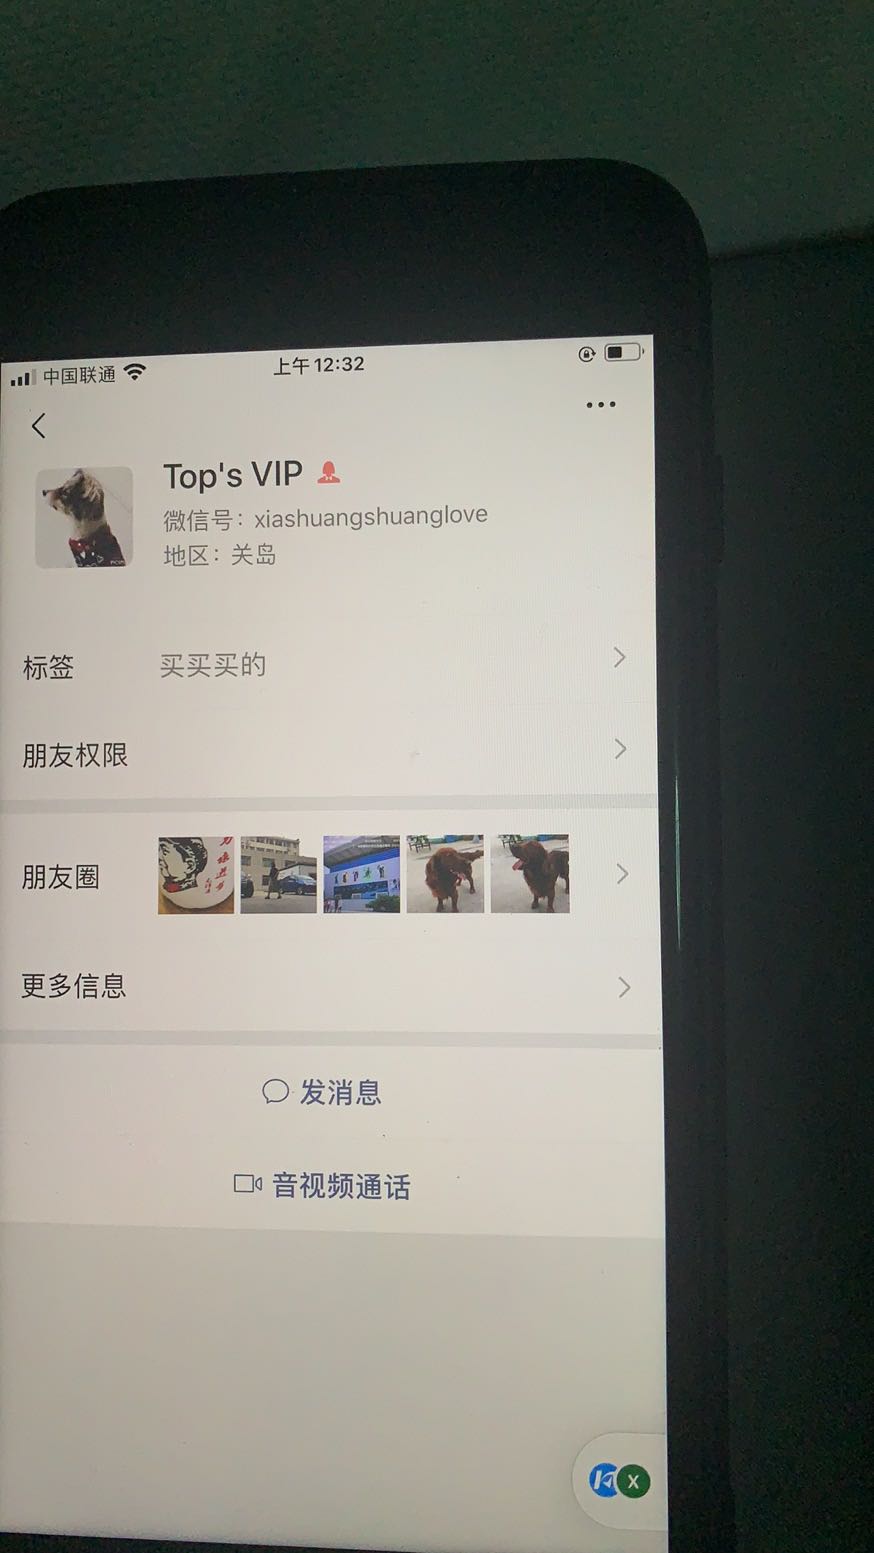 中国联通
上午12:32
Top's VIP
微信号：xiashuangshuanglove
地区：关岛
标签
买买买的
朋友权限
朋友圈
更多信息
发消息
音视频通话
X